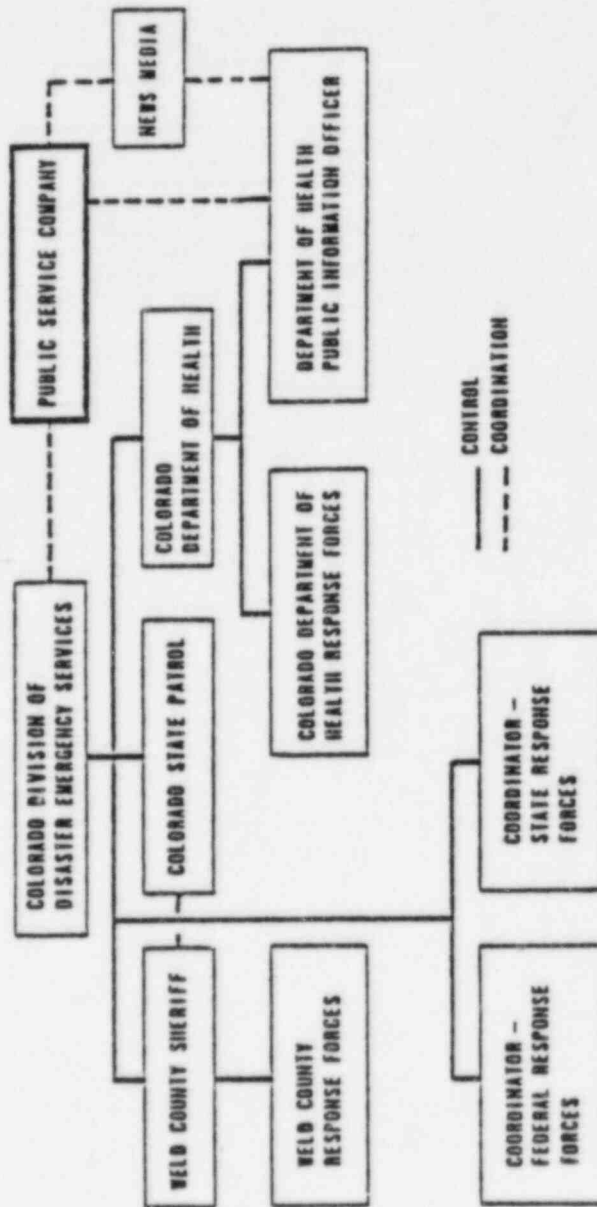 COLORADO DIVISION OF
DISASTER EMERGENCY SERVICES
PUBLIC SERVICE COMPANY
NEWS MEDIA
WELD COUNTY SHERIFF
COLORADO STATE PATROL
COLORADO
DEPARTMENT OF HEALTH
WELD COUNTY
RESPONSE FORCES
COLORADO DEPARTMENT OF
HEALTH RESPONSE FORCES
DEPARTMENT OF HEALTH
PUBLIC INFORMATION OFFICER
COORDINATOR—
FEDERAL RESPONSE
FORCES
COORDINATOR—
STATE RESPONSE
FORCES
CONTROL
COORDINATION